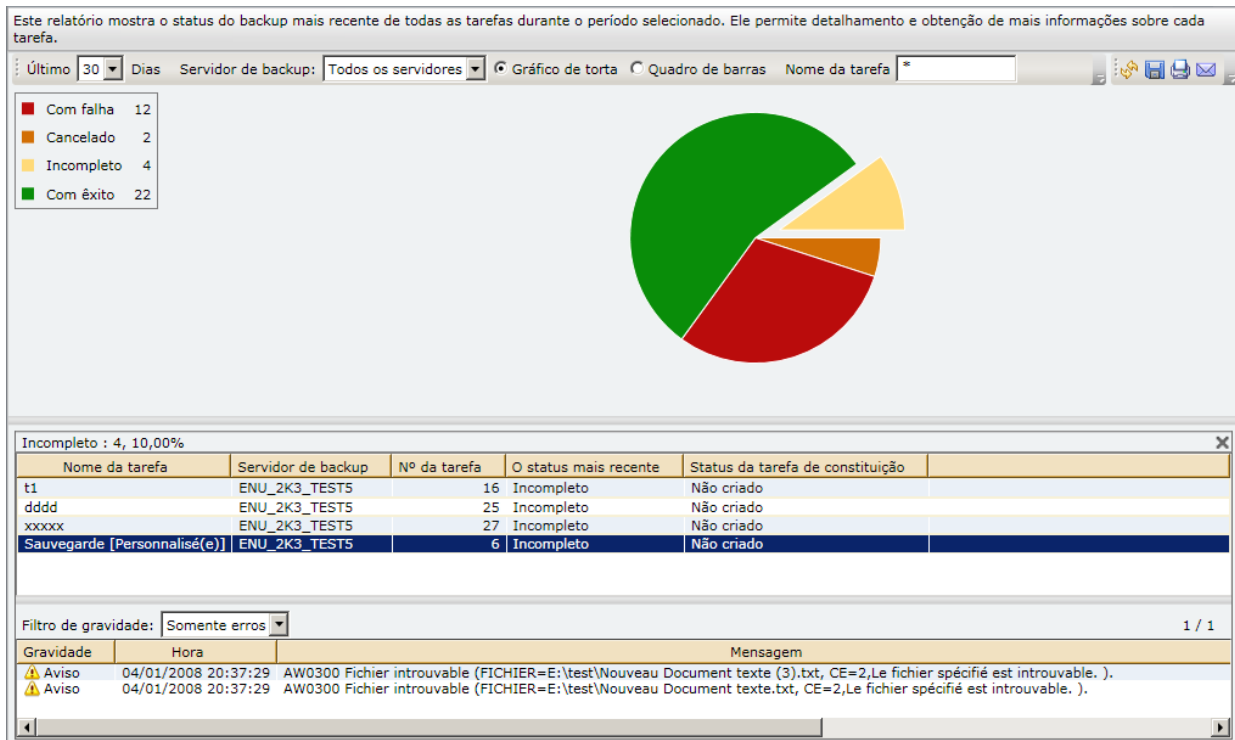 Este relatório mostra o status do backup mais recente de todas as tarefas durante o período selecionado. Ele permite detalhamento e obtenção de mais informações sobre cada
tarefa.
Último 30 Dias Servidor de backup: Todos os servidores Gráfico de torta Quadro de barras Nome da tarefa *
Com falha 12
Cancelado 2
Incompleto 4
Com êxito 22
Incompleto : 4, 10,00%
Nome da tarefa Servidor de backup Nº da tarefa O status mais recente Status da tarefa de constituição
t1 ENU_2K3_TEST5 16 Incompleto Não criado
dddd ENU_2K3_TEST5 25 Incompleto Não criado
xxxxx ENU_2K3_TEST5 27 Incompleto Não criado
Sauvegarde [Personnalisé(e)] ENU_2K3_TEST5 6 Incompleto Não criado
Filtro de gravidade: Somente erros 1 / 1
Gravidade Hora Mensagem
Aviso 04/01/2008 20:37:29 AW0300 Fichier introuvable (FICHIER=E:\test\Nouveau Document texte (3).txt, CE=2,Le fichier spécifié est introuvable. ).
Aviso 04/01/2008 20:37:29 AW0300 Fichier introuvable (FICHIER=E:\test\Nouveau Document texte.txt, CE=2,Le fichier spécifié est introuvable. ).